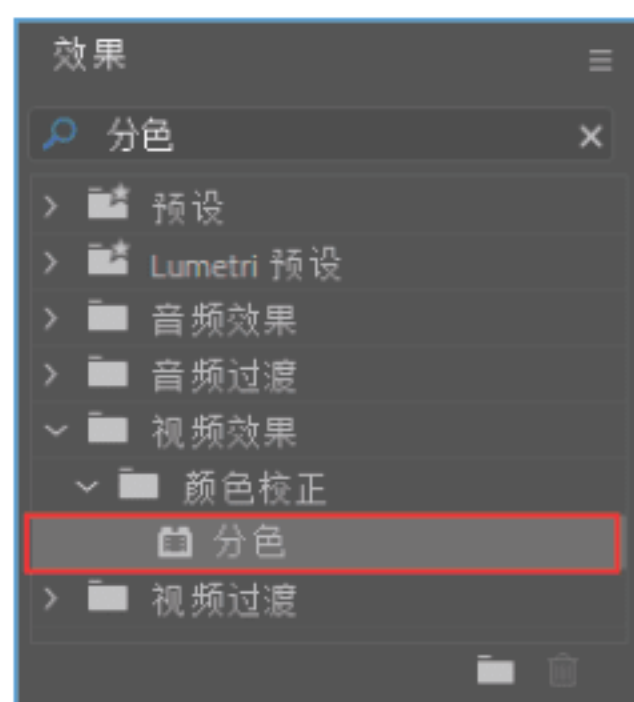 效果
分色
预设
Lumetri 预设
音频效果
音频过渡
视频效果
颜色校正
分色
视频过渡